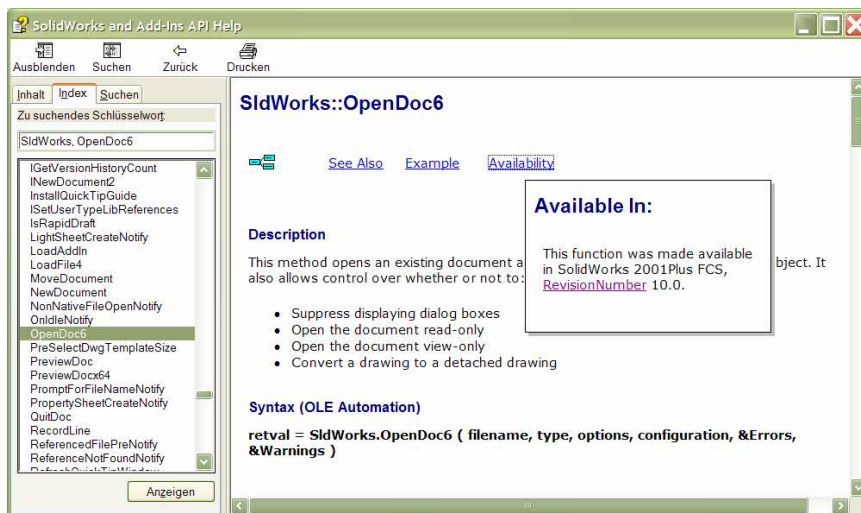 SolidWorks and Add-Ins API Help
Ausblenden Suchen Zurück Drucken
Inhalt Index Suchen
Zu suchendes Schlüsselwort:
SldWorks, OpenDoc6
IGetVersionHistoryCount
INewDocument2
InstallQuickTipGuide
ISetUserTypeLibReferences
IsRapidDraft
LightSheetCreateNotify
LoadAddIn
LoadFile4
MoveDocument
NewDocument
NonNativeFileOpenNotify
OnIdleNotify
OpenDoc6
PreSelectDwgTemplateSize
PreviewDoc
PreviewDocx64
PromptForFileNameNotify
PropertySheetCreateNotify
QuitDoc
RecordLine
ReferencedFilePreNotify
ReferenceNotFoundNotify
RefreshQuickTipWindow
Anzeigen
SldWorks::OpenDoc6
See Also Example Availability
Available In:
This function was made available
in SolidWorks 2001Plus FCS,
RevisionNumber 10.0.
Description
This method opens an existing document a bject. It
also allows control over whether or not to:
• Suppress displaying dialog boxes
• Open the document read-only
• Open the document view-only
• Convert a drawing to a detached drawing
Syntax (OLE Automation)
retval = SldWorks.OpenDoc6 ( filename, type, options, configuration, &Errors,
&Warnings )